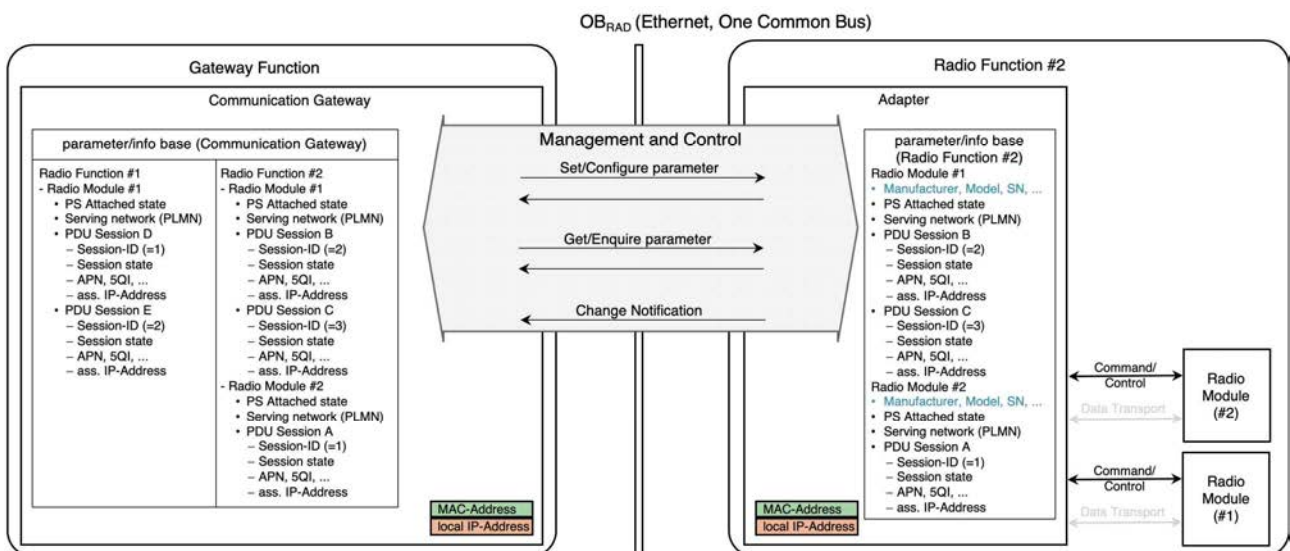 OBRAD (Ethernet, One Common Bus)
Gateway Function
Communication Gateway
parameter/info base (Communication Gateway)
Radio Function #1
- Radio Module #1
• PS Attached state
• Serving network (PLMN)
• PDU Session D
– Session-ID (=1)
– Session state
– APN, 5QI, ...
– ass. IP-Address
• PDU Session E
– Session-ID (=2)
– Session state
– APN, 5QI, ...
– ass. IP-Address
Radio Function #2
- Radio Module #1
• PS Attached state
• Serving network (PLMN)
• PDU Session B
– Session-ID (=2)
– Session state
– APN, 5QI, ...
– ass. IP-Address
• PDU Session C
– Session-ID (=3)
– Session state
– APN, 5QI, ...
– ass. IP-Address
- Radio Module #2
• PS Attached state
• Serving network (PLMN)
• PDU Session A
– Session-ID (=1)
– Session state
– APN, 5QI, ...
– ass. IP-Address
MAC-Address
local IP-Address
Management and Control
Set/Configure parameter
Get/Enquire parameter
Change Notification
Radio Function #2
Adapter
parameter/info base
(Radio Function #2)
Radio Module #1
• Manufacturer, Model, SN, ...
• PS Attached state
• Serving network (PLMN)
• PDU Session B
– Session-ID (=2)
– Session state
– APN, 5QI, ...
– ass. IP-Address
• PDU Session C
– Session-ID (=3)
– Session state
– APN, 5QI, ...
– ass. IP-Address
Radio Module #2
• Manufacturer, Model, SN, ...
• PS Attached state
• Serving network (PLMN)
• PDU Session A
– Session-ID (=1)
– Session state
– APN, 5QI, ...
– ass. IP-Address
MAC-Address
local IP-Address
Command/
Control
Data Transport
Radio
Module
(#2)
Command/
Control
Data Transport
Radio
Module
(#1)